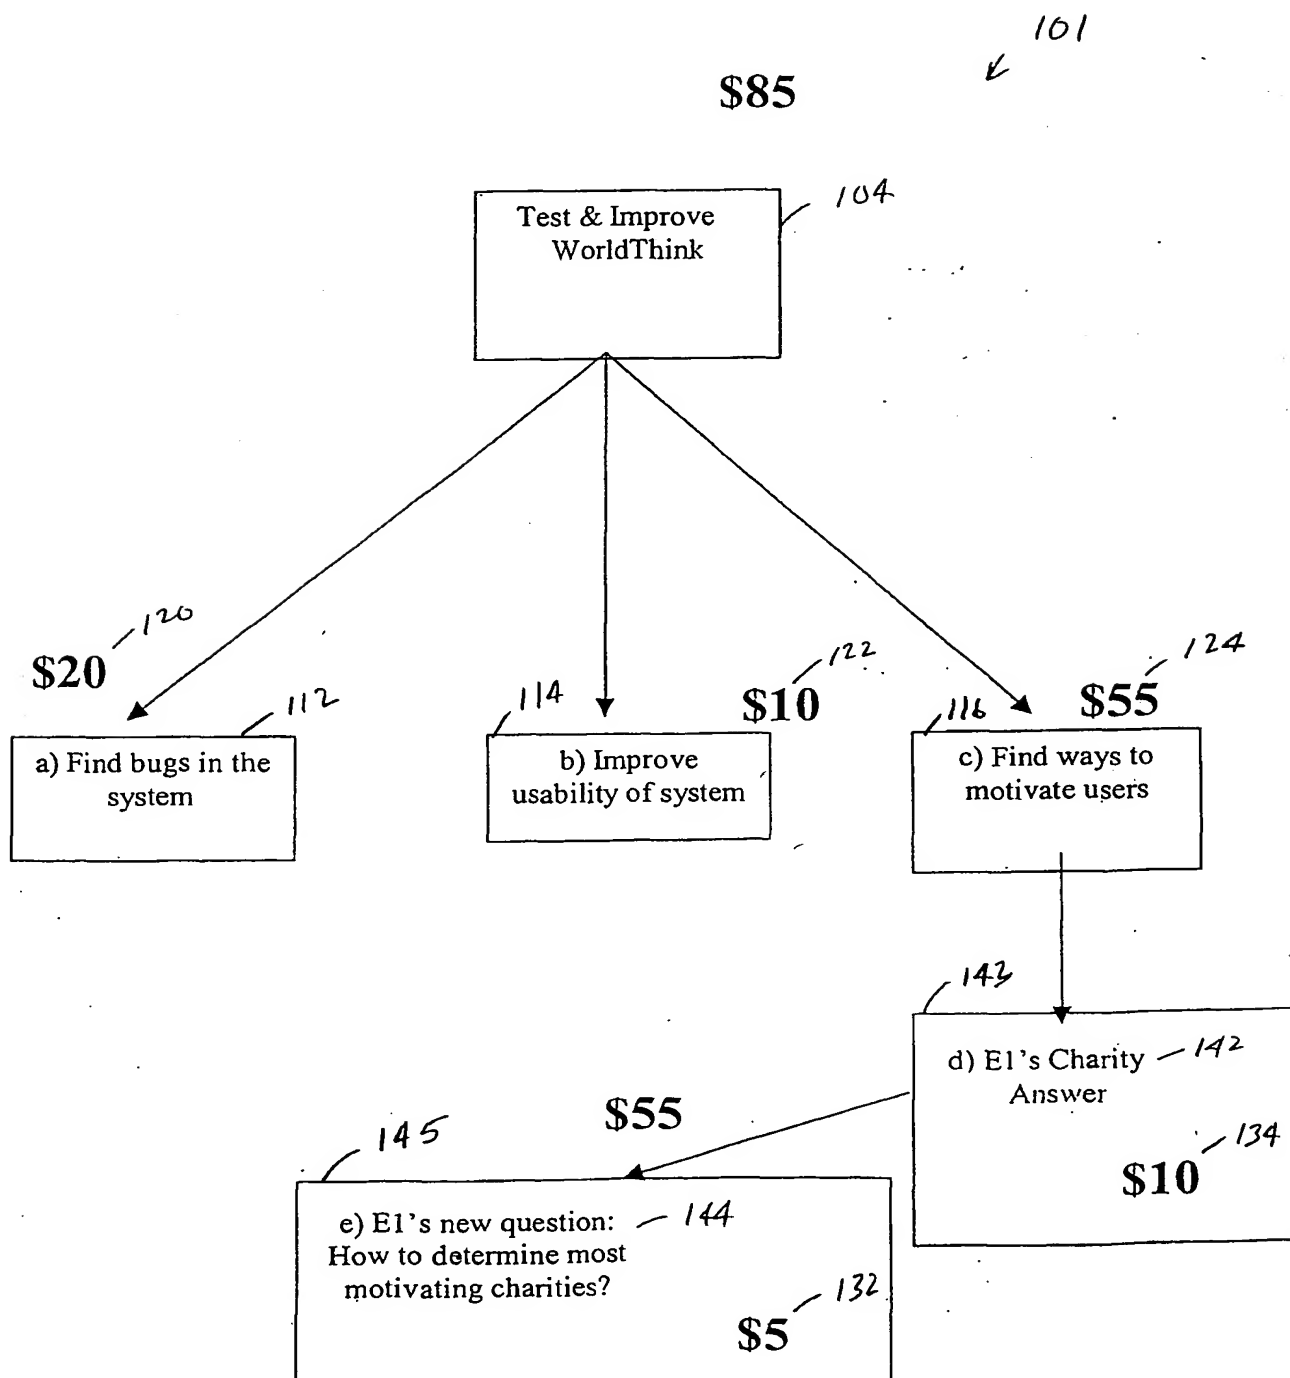 101
$85
104
Test & Improve
WorldThink
120
$20
112
114
122
$10
116
124
$55
a) Find bugs in the
system
b) Improve
usability of system
c) Find ways to
motivate users
143
d) E1's Charity
Answer
142
134
$10
$55
145
e) E1's new question:
How to determine most
motivating charities?
144
132
$5